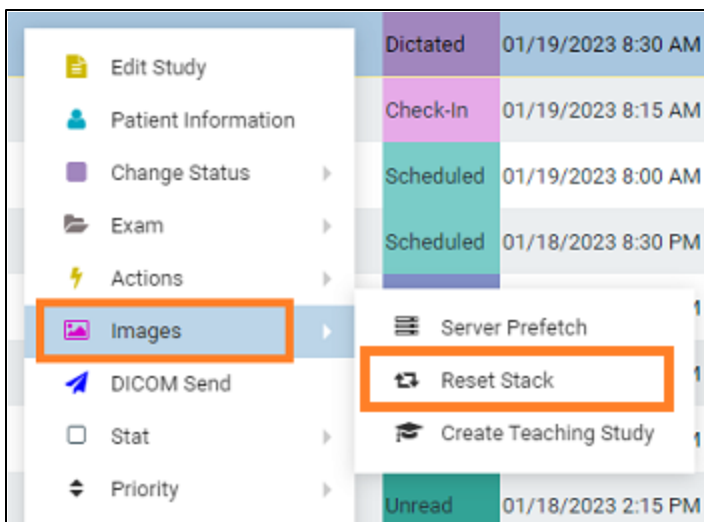 Dictated 01/19/2023 8:30 AM
Edit Study
Patient Information
Check-In 01/19/2023 8:15 AM
Change Status
Scheduled 01/19/2023 8:00 AM
Exam
Scheduled 01/18/2023 8:30 PM
Actions
Images
Server Prefetch
DICOM Send
Reset Stack
Stat
Create Teaching Study
Priority
Unread 01/18/2023 2:15 PM